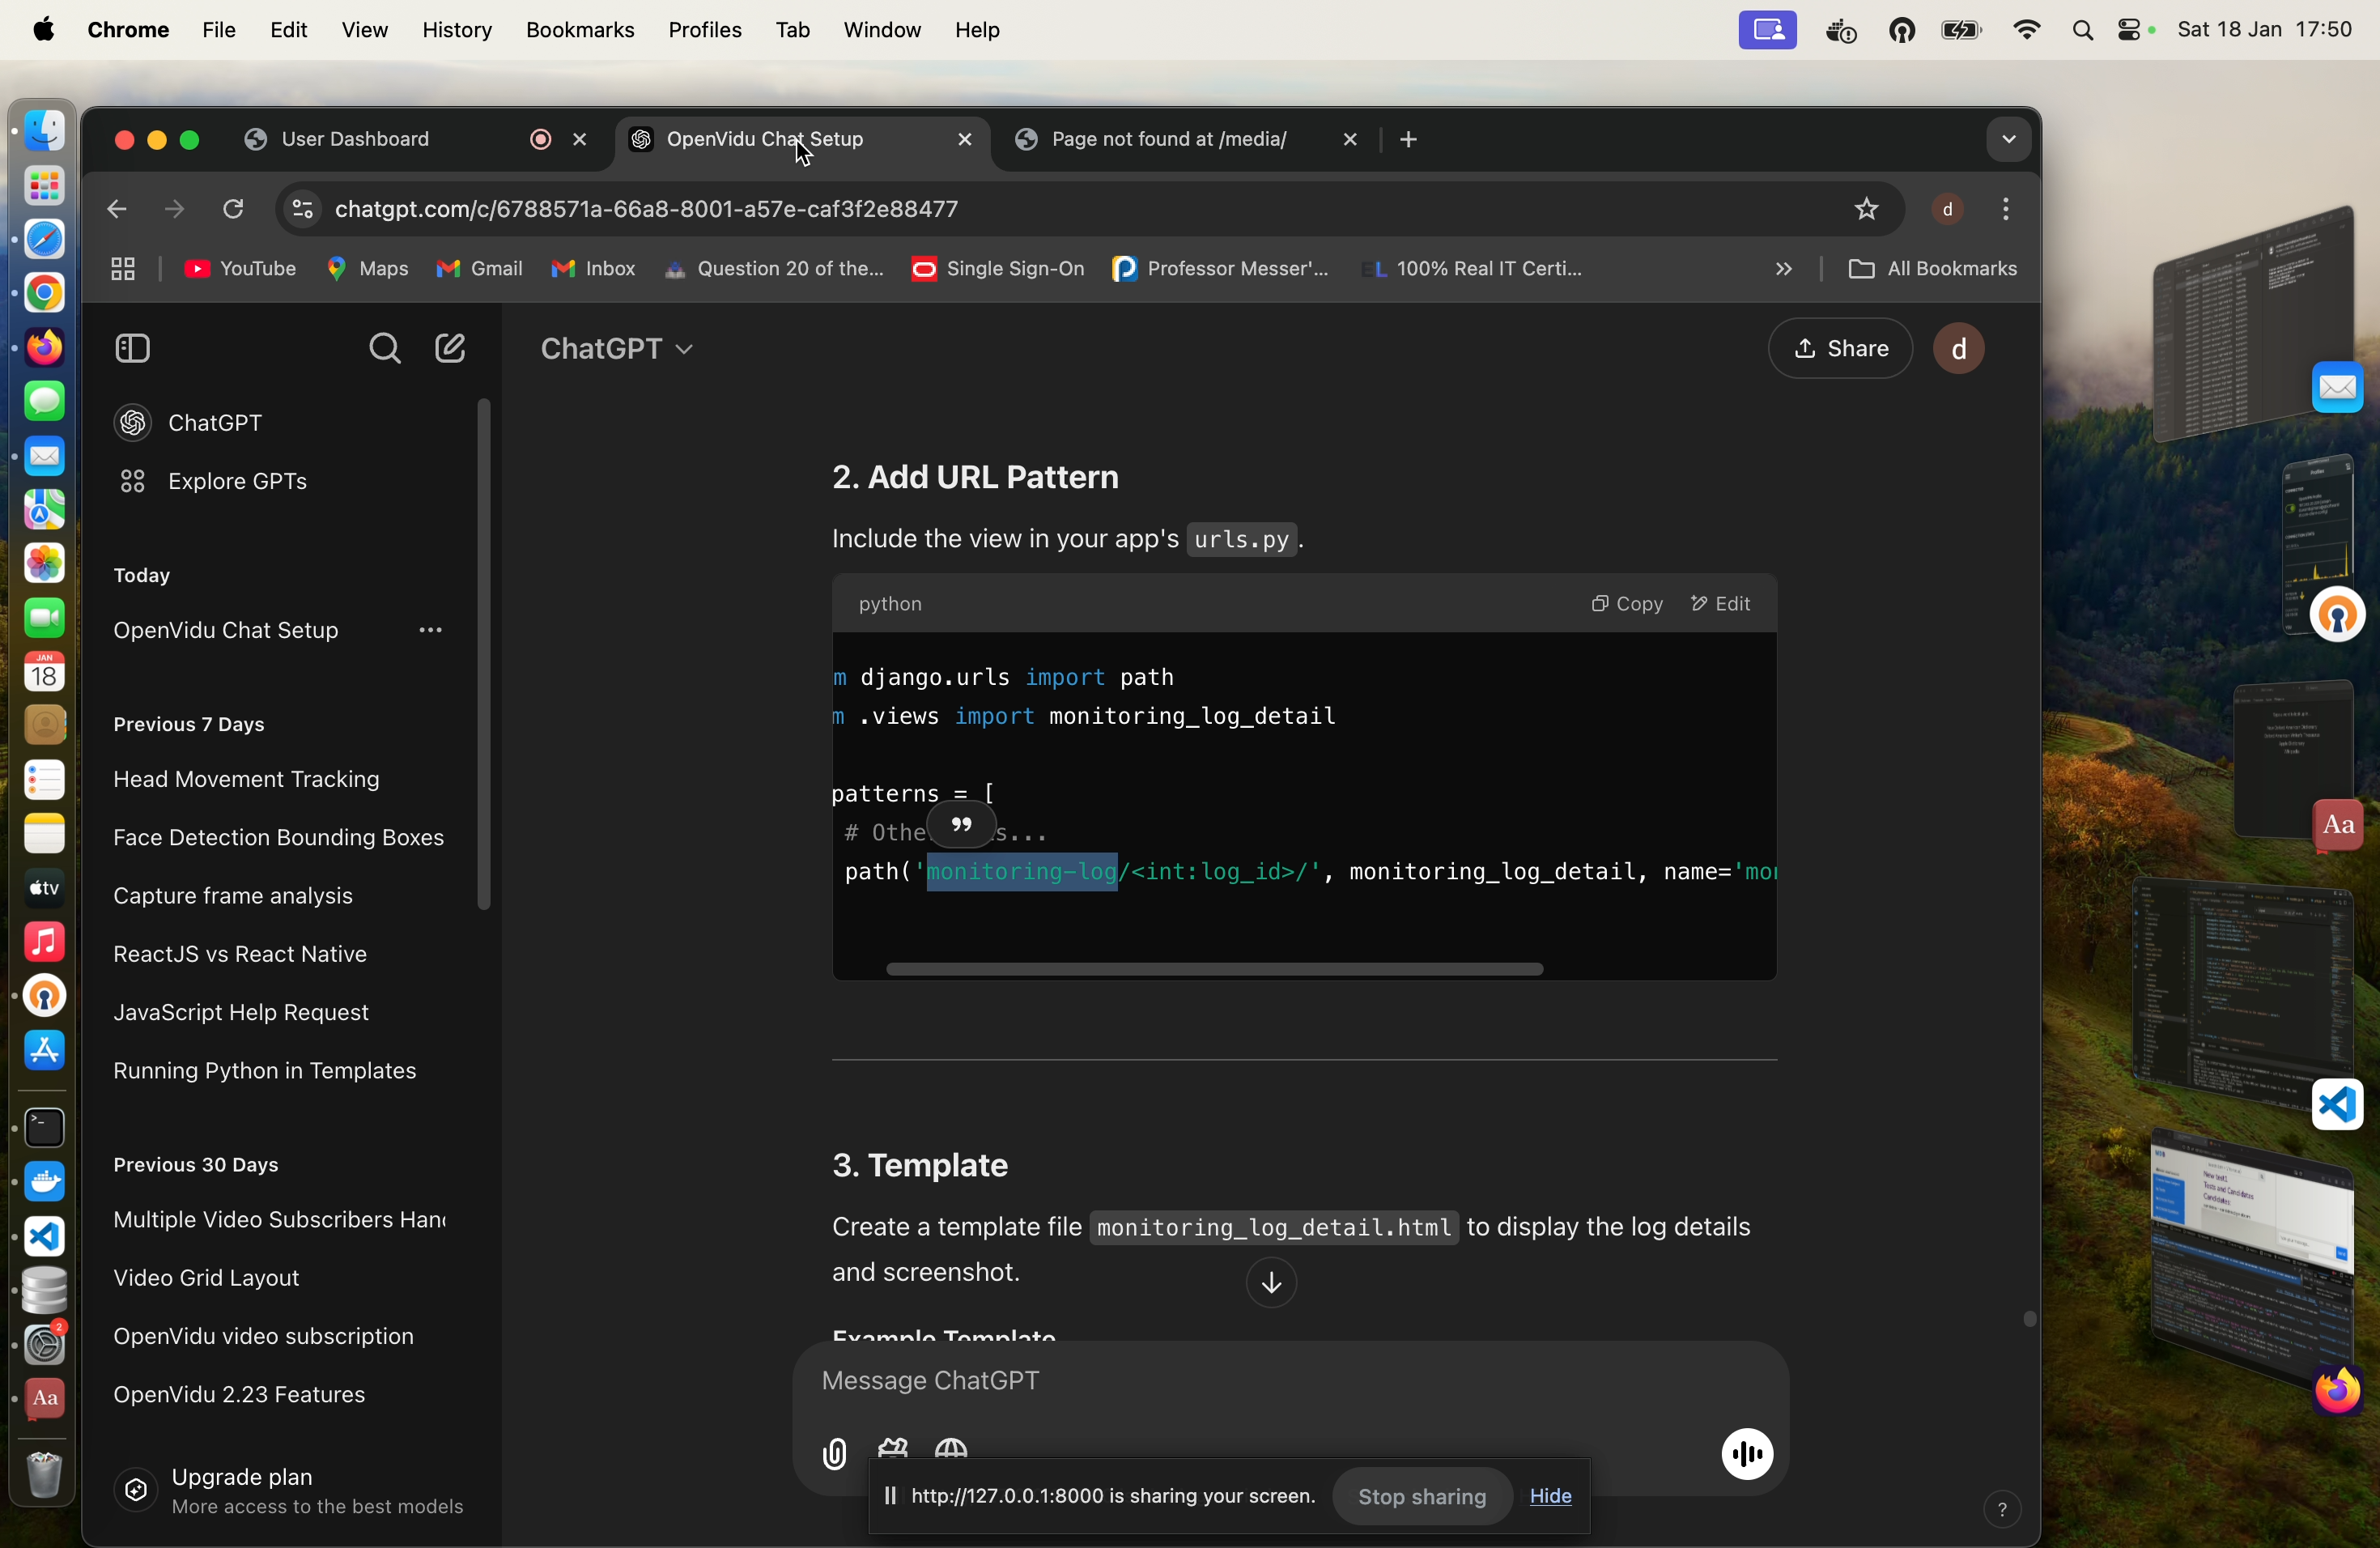 Chrome File Edit View History Bookmarks Profiles Tab Window Help
Sat 18 Jan 17:50
User Dashboard
OpenVidu Chat Setup
Page not found at /media/
chatgpt.com/c/6788571a-66a8-8001-a57e-caf3f2e88477
d
YouTube
Maps
Gmail
Inbox
Question 20 of the...
Single Sign-On
Professor Messer'...
100% Real IT Certi...
All Bookmarks
ChatGPT
Explore GPTs
Today
OpenVidu Chat Setup
Previous 7 Days
Head Movement Tracking
Face Detection Bounding Boxes
Capture frame analysis
ReactJS vs React Native
JavaScript Help Request
Running Python in Templates
Previous 30 Days
Multiple Video Subscribers Han
Video Grid Layout
OpenVidu video subscription
OpenVidu 2.23 Features
Upgrade plan
More access to the best models
ChatGPT
Share
d
2. Add URL Pattern
Include the view in your app's urls.py.
python
Copy
Edit
m django.urls import path
m .views import monitoring_log_detail
patterns = [
# Othe s...
path('monitoring-log/<int:log_id>/', monitoring_log_detail, name='mo
3. Template
Create a template file monitoring_log_detail.html to display the log details
and screenshot.
Example Template
Message ChatGPT
http://127.0.0.1:8000 is sharing your screen.
Stop sharing
Hide
?
JAN
18
tv
2
Aa
Aa